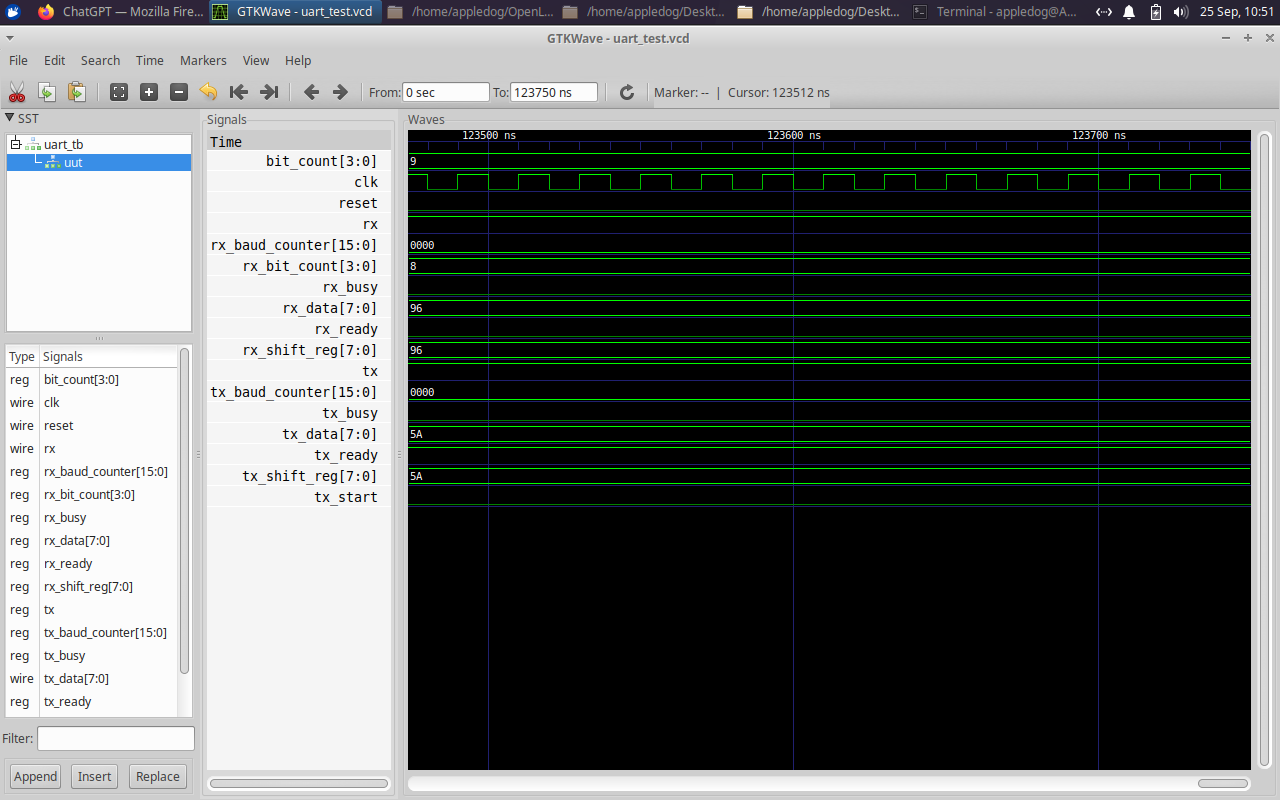 ChatGPT — Mozilla Fire...
GTKWave - uart_test.vcd
/home/appledog/OpenL...
/home/appledog/Deskt...
/home/appledog/Deskt...
Terminal - appledog@A...
25 Sep, 10:51
GTKWave - uart_test.vcd
File Edit Search Time Markers View Help
From: 0 sec To: 123750 ns Marker: -- | Cursor: 123512 ns
SST
uart_tb
uut
Type Signals
reg bit_count[3:0]
wire clk
wire reset
wire rx
reg rx_baud_counter[15:0]
reg rx_bit_count[3:0]
reg rx_busy
reg rx_data[7:0]
reg rx_ready
reg rx_shift_reg[7:0]
reg tx
reg tx_baud_counter[15:0]
reg tx_busy
wire tx_data[7:0]
reg tx_ready
Filter:
Append Insert Replace
Signals
Time
bit_count[3:0]
clk
reset
rx
rx_baud_counter[15:0]
rx_bit_count[3:0]
rx_busy
rx_data[7:0]
rx_ready
rx_shift_reg[7:0]
tx
tx_baud_counter[15:0]
tx_busy
tx_data[7:0]
tx_ready
tx_shift_reg[7:0]
tx_start
Waves
123500 ns 123600 ns 123700 ns
9
0000
8
96
96
0000
5A
5A